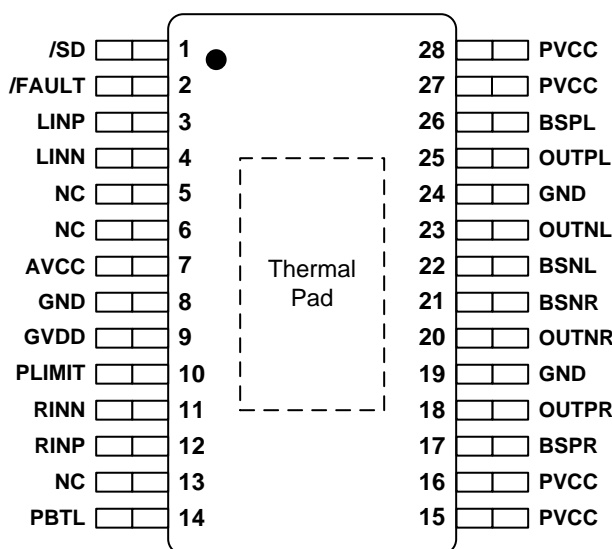 /SD 1 28 PVCC
/FAULT 2 27 PVCC
LINP 3 26 BSPL
LINN 4 25 OUTPL
NC 5 24 GND
NC 6 23 OUTNL
AVCC 7 22 BSNL
GND 8 21 BSNR
GVDD 9 20 OUTNR
PLIMIT 10 19 GND
RINN 11 18 OUTPR
RINP 12 17 BSPR
NC 13 16 PVCC
PBTL 14 15 PVCC
Thermal
Pad